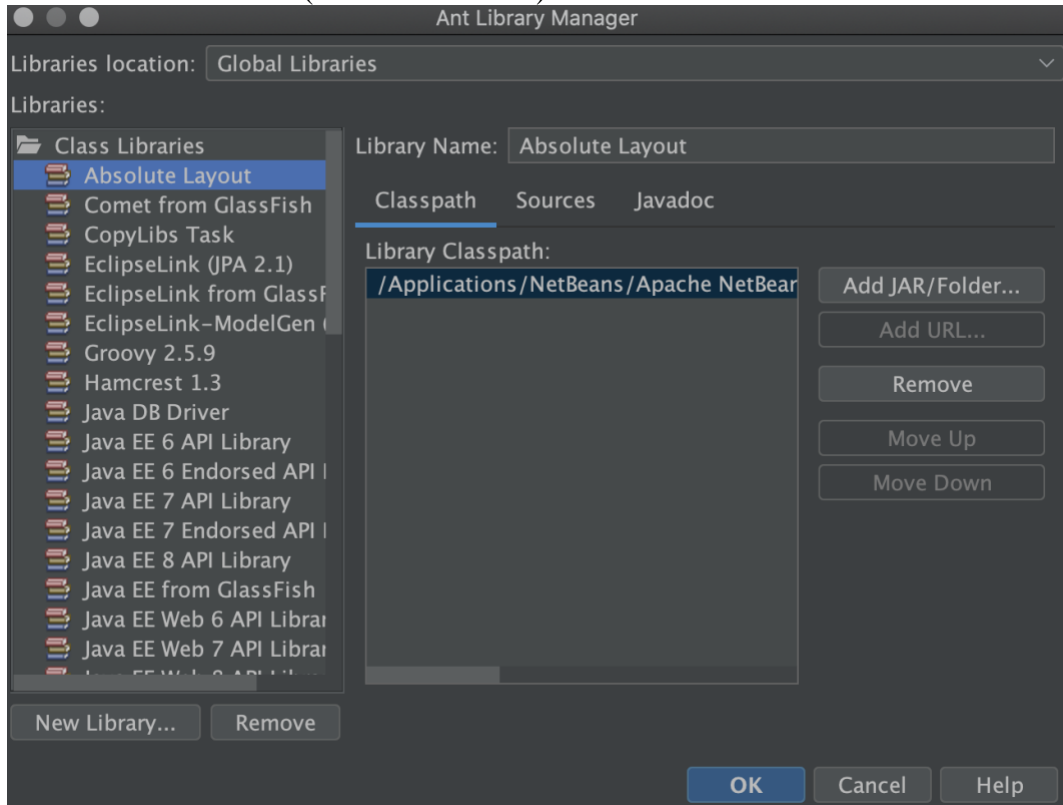 Ant Library Manager
Libraries location: Global Libraries
Libraries:
Class Libraries
Absolute Layout
Comet from GlassFish
CopyLibs Task
EclipseLink (JPA 2.1)
EclipseLink from GlassF
EclipseLink-ModelGen (
Groovy 2.5.9
Hamcrest 1.3
Java DB Driver
Java EE 6 API Library
Java EE 6 Endorsed API
Java EE 7 API Library
Java EE 7 Endorsed API
Java EE 8 API Library
Java EE from GlassFish
Java EE Web 6 API Librar
Java EE Web 7 API Librar
New Library... Remove
Library Name: Absolute Layout
Classpath Sources Javadoc
Library Classpath:
/Applications/NetBeans/Apache NetBear
Add JAR/Folder...
Add URL...
Remove
Move Up
Move Down
OK Cancel Help